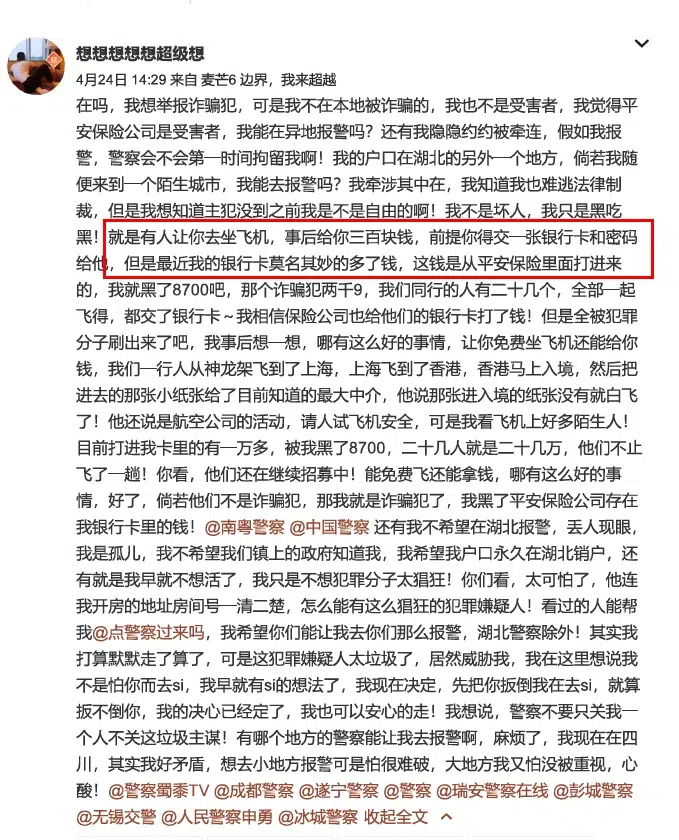 想想想想想超级想
4月24日 14:29 来自 麦芒6 边界，我来超越
在吗，我想举报诈骗犯，可是我不在本地被诈骗的，我也不是受害者，我觉得平
安保险公司是受害者，我能在异地报警吗？还有我隐隐约约被牵连，假如我报
警，警察会不会第一时间拘留我啊！我的户口在湖北的另外一个地方，倘若我随
便来到一个陌生城市，我能去报警吗？我牵涉其中在，我知道我也难逃法律制
裁，但是我想知道主犯没到之前我是不是自由的啊！我不是坏人，我只是黑吃
黑！就是有人让你去坐飞机，事后给你三百块钱，前提你得交一张银行卡和密码
给他，但是最近我的银行卡莫名其妙的多了钱，这钱是从平安保险里面打进来
的，我就黑了8700吧，那个诈骗犯两千9，我们同行的人有二十几个，全部一起
飞得，都交了银行卡～我相信保险公司也给他们的银行卡打了钱！但是全被犯罪
分子刷出来了吧，我事后想一想，哪有这么好的事情，让你免费坐飞机还能给你
钱，我们一行人从神龙架飞到了上海，上海飞到了香港，香港马上入境，然后把
进去的那张小纸张给了目前知道的最大中介，他说那张进入境的纸张没有就白飞
了！他还说是航空公司的活动，请人试飞机安全，可是我看飞机上好多陌生人！
目前打进我卡里的有一万多，被我黑了8700，二十几人就是二十几万，他们不止
飞了一趟！你看，他们还在继续招募中！能免费飞还能拿钱，哪有这么好的事
情，好了，倘若他们不是诈骗犯，那我就是诈骗犯了，我黑了平安保险公司存在
我银行卡里的钱！@南粤警察 @中国警察 还有我不希望在湖北报警，丢人现眼，
我是孤儿，我不希望我们镇上的政府知道我，我希望我户口永久在湖北销户，还
有就是我早就不想活了，我只是不想犯罪分子太猖狂！你们看，太可怕了，他连
我开房的地址房间号一清二楚，怎么能有这么猖狂的犯罪嫌疑人！看过的人能帮
我@点警察过来吗，我希望你们能让我去你们那么报警，湖北警察除外！其实我
打算默默走了算了，可是这犯罪嫌疑人太垃圾了，居然威胁我，我在这里想说我
不是怕你而去si，我早就有si的想法了，我现在决定，先把你扳倒我在去si，就算
扳不倒你，我的决心已经定了，我也可以安心的走！我想说，警察不要只关我一
个人不关这垃圾主谋！有哪个地方的警察能让我去报警啊，麻烦了，我现在在四
川，其实我好矛盾，想去小地方报警可是怕很难破，大地方我又怕没被重视，心
酸！@警察蜀黍TV @成都警察 @遂宁警察 @警察 @瑞安警察在线 @彭城警察
@无锡交警 @人民警察申勇 @冰城警察 收起全文